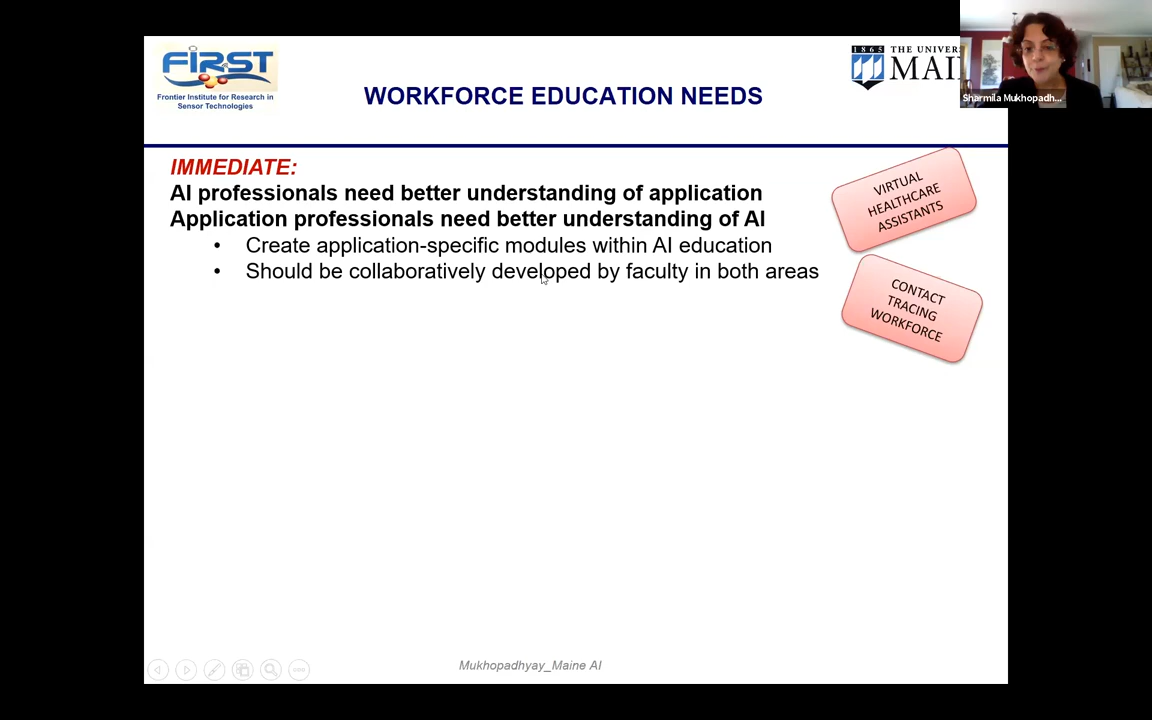 FIRST
Frontier Institute for Research in
Sensor Technologies
WORKFORCE EDUCATION NEEDS
1865
THE UNIVER
MAI
Sharmila Mukhopadh...
IMMEDIATE:
AI professionals need better understanding of application
Application professionals need better understanding of AI
• Create application-specific modules within AI education
• Should be collaboratively developed by faculty in both areas
VIRTUAL
HEALTHCARE
ASSISTANTS
CONTACT
TRACING
WORKFORCE
Mukhopadhyay_Maine AI